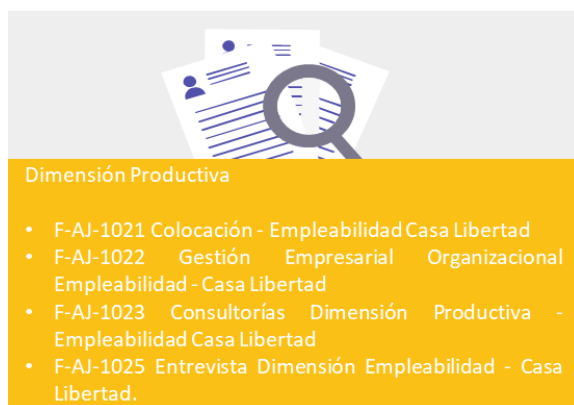 Dimensión Productiva
• F-AJ-1021 Colocación - Empleabilidad Casa Libertad
• F-AJ-1022 Gestión Empresarial Organizacional
Empleabilidad - Casa Libertad
• F-AJ-1023 Consultorías Dimensión Productiva -
Empleabilidad Casa Libertad
• F-AJ-1025 Entrevista Dimensión Empleabilidad - Casa
Libertad.